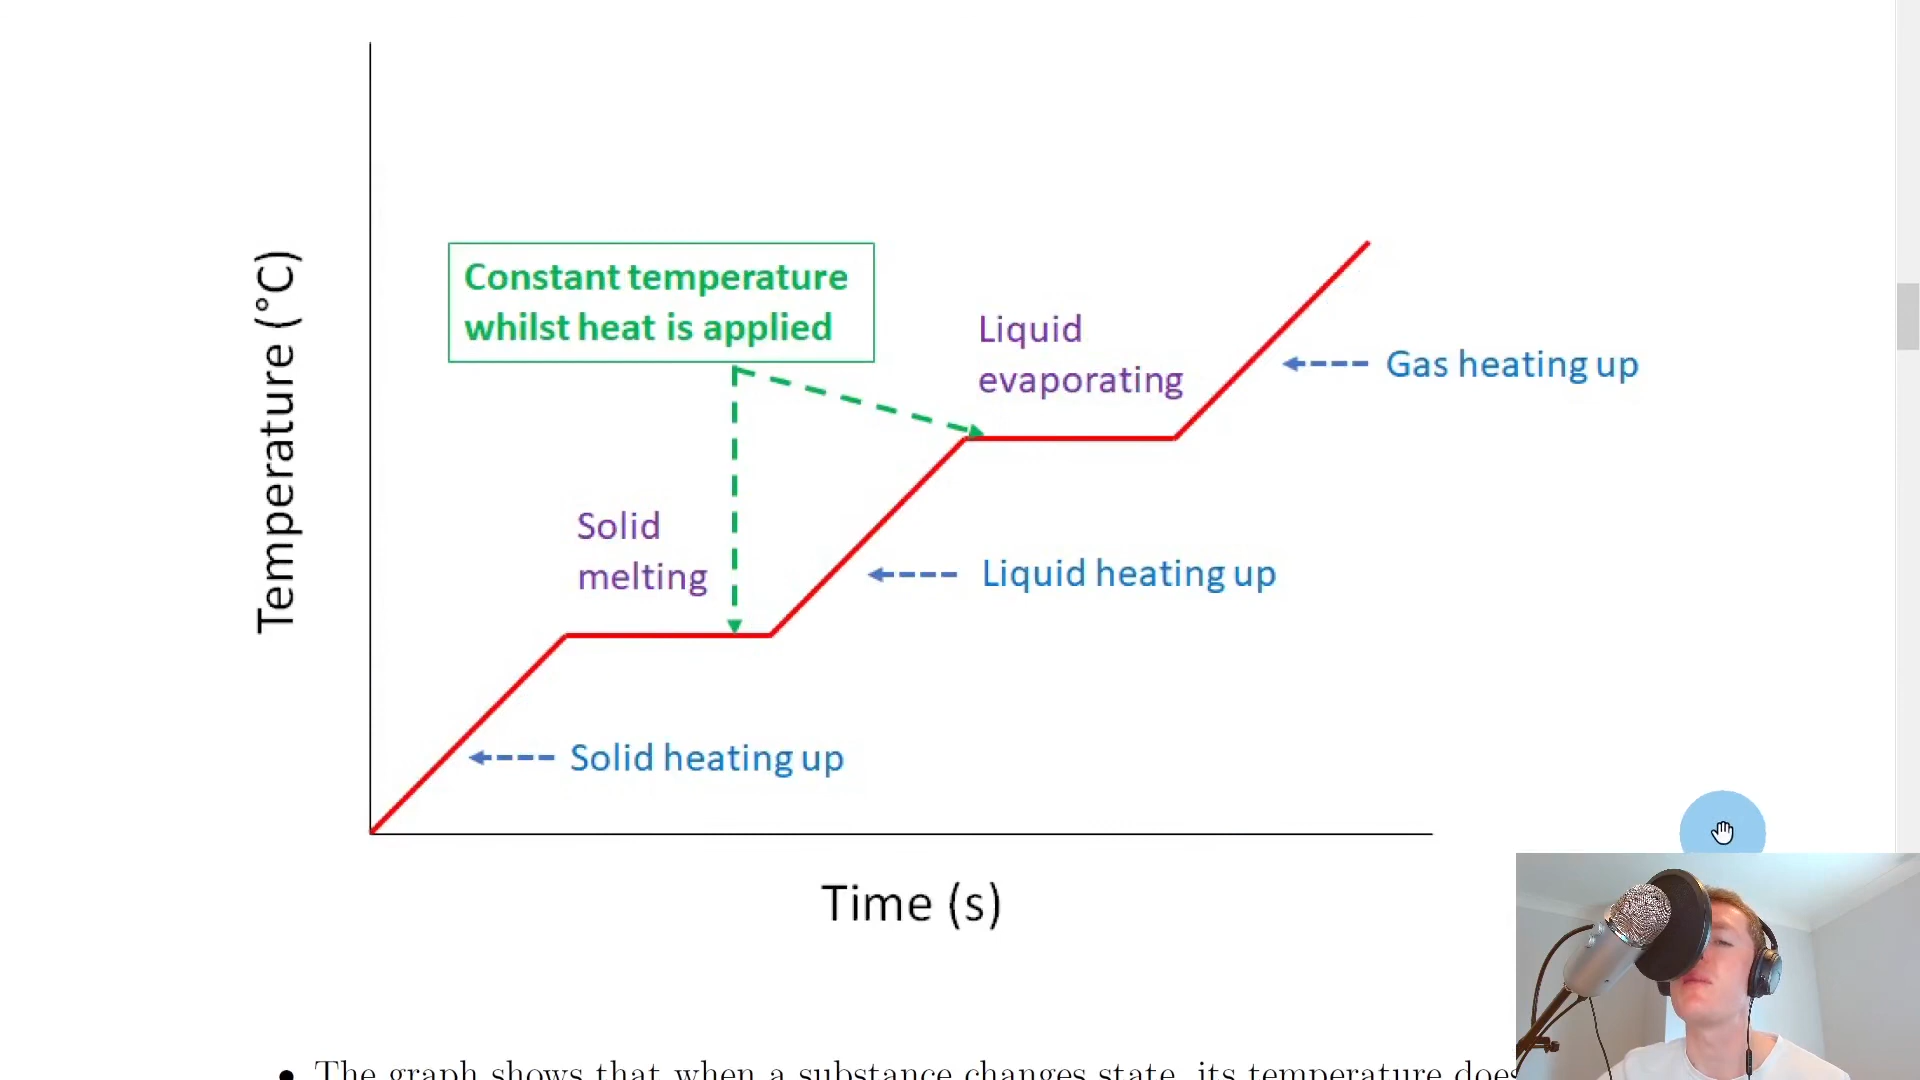 Constant temperature
whilst heat is applied
Liquid
evaporating
Gas heating up
Temperature (°C)
Solid
melting
Liquid heating up
Solid heating up
Time (s)
• The graph shows that when a substance changes state, its temperature does